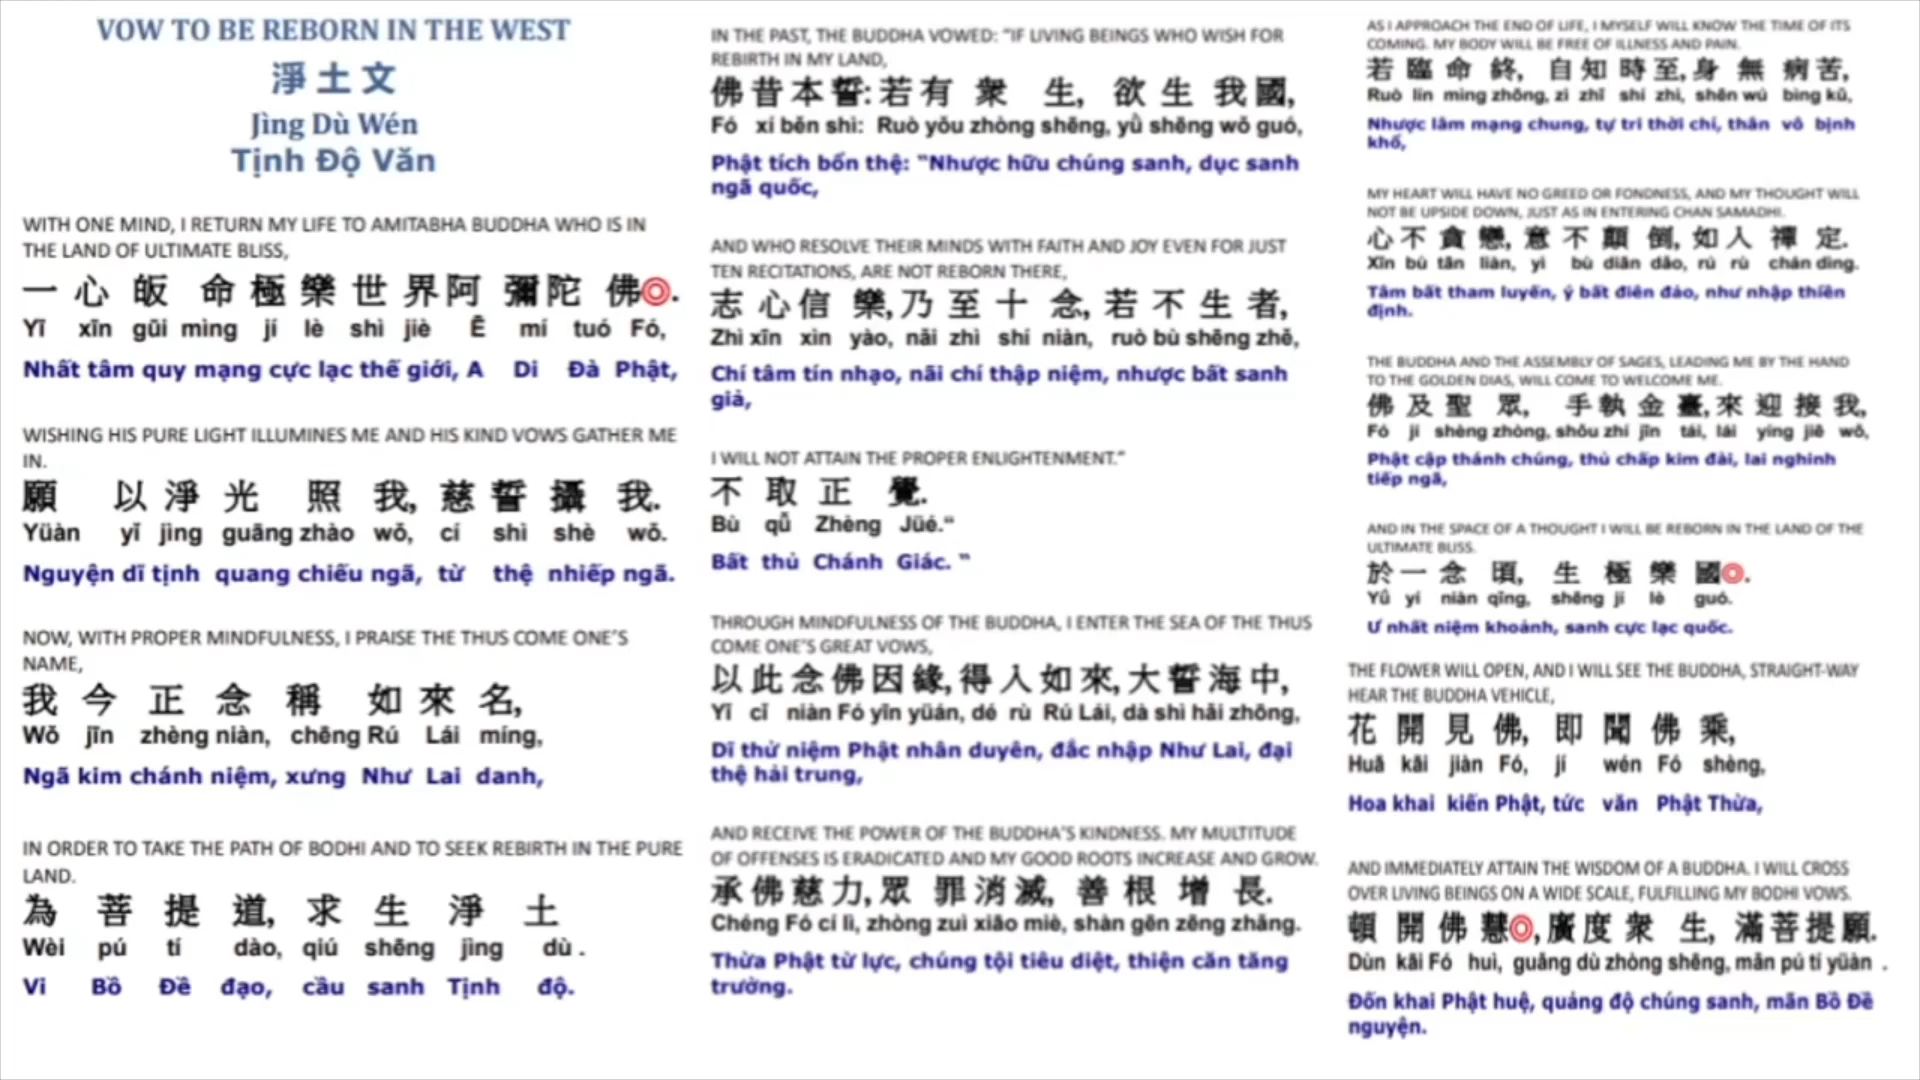 VOW TO BE REBORN IN THE WEST
淨土文
Jìng Dù Wén
Tịnh Độ Văn
WITH ONE MIND, I RETURN MY LIFE TO AMITABHA BUDDHA WHO IS IN
THE LAND OF ULTIMATE BLISS,
一心皈命極樂世界阿彌陀佛◎.
Yī xīn gūi mìng jí lè shì jiè Ē mí tuó Fó,
Nhất tâm quy mạng cực lạc thế giới, A Di Đà Phật,
WISHING HIS PURE LIGHT ILLUMINES ME AND HIS KIND VOWS GATHER ME
IN.
願以淨光照我,慈誓攝我.
Yüàn yǐ jìng guāng zhào wǒ, cí shì shè wǒ.
Nguyện dĩ tịnh quang chiếu ngã, từ thệ nhiếp ngã.
NOW, WITH PROPER MINDFULNESS, I PRAISE THE THUS COME ONE'S
NAME,
我今正念稱如來名,
Wǒ jīn zhèng niàn, chēng Rú Lái míng,
Ngã kim chánh niệm, xưng Như Lai danh,
IN ORDER TO TAKE THE PATH OF BODHI AND TO SEEK REBIRTH IN THE PURE
LAND.
為菩提道,求生淨土
Wèi pú tí dào, qiú shēng jìng dù .
Vi Bồ Đề đạo, cầu sanh Tịnh độ.
IN THE PAST, THE BUDDHA VOWED: "IF LIVING BEINGS WHO WISH FOR
REBIRTH IN MY LAND,
佛昔本誓:若有衆生,欲生我國,
Fó xí běn shì: Ruò yǒu zhòng shēng, yǜ shēng wǒ guó,
Phật tích bổn thệ: "Nhược hữu chúng sanh, dục sanh
ngã quốc,
AND WHO RESOLVE THEIR MINDS WITH FAITH AND JOY EVEN FOR JUST
TEN RECITATIONS, ARE NOT REBORN THERE,
志心信樂,乃至十念,若不生者,
Zhì xīn xìn yào, nǎi zhì shí niàn, ruò bù shēng zhě,
Chí tâm tín nhạo, nãi chí thập niệm, nhược bất sanh
giả,
I WILL NOT ATTAIN THE PROPER ENLIGHTENMENT."
不取正覺.
Bù qǚ Zhèng Jüé."
Bất thủ Chánh Giác. "
THROUGH MINDFULNESS OF THE BUDDHA, I ENTER THE SEA OF THE THUS
COME ONE'S GREAT VOWS,
以此念佛因緣,得入如來,大誓海中,
Yǐ cǐ niàn Fó yīn yüán, dé rù Rú Lái, dà shì hǎi zhōng,
Dĩ thử niệm Phật nhân duyên, đắc nhập Như Lai, đại
thệ hải trung,
AND RECEIVE THE POWER OF THE BUDDHA'S KINDNESS. MY MULTITUDE
OF OFFENSES IS ERADICATED AND MY GOOD ROOTS INCREASE AND GROW.
承佛慈力,眾罪消滅,善根增長.
Chéng Fó cí lì, zhòng zuì xiāo miè, shàn gēn zēng zhǎng.
Thừa Phật từ lực, chúng tội tiêu diệt, thiện căn tăng
trưởng.
AS I APPROACH THE END OF LIFE, I MYSELF WILL KNOW THE TIME OF ITS
COMING. MY BODY WILL BE FREE OF ILLNESS AND PAIN.
若臨命終,自知時至,身無病苦,
Ruò lín mìng zhōng, zì zhī shí zhì, shēn wú bìng kǔ,
Nhược lâm mạng chung, tự tri thời chí, thân vô bịnh
khổ,
MY HEART WILL HAVE NO GREED OR FONDNESS, AND MY THOUGHT WILL
NOT BE UPSIDE DOWN, JUST AS IN ENTERING CHAN SAMADHI.
心不貪戀,意不顛倒,如入禪定.
Xīn bù tān liàn, yì bù diān dǎo, rú rù chán dìng.
Tâm bất tham luyến, ý bất điên đảo, như nhập thiền
định.
THE BUDDHA AND THE ASSEMBLY OF SAGES, LEADING ME BY THE HAND
TO THE GOLDEN DIAS, WILL COME TO WELCOME ME.
佛及聖眾,手執金臺,來迎接我,
Fó jí shèng zhòng, shǒu zhí jīn tái, lái yíng jiē wǒ,
Phật cập thánh chúng, thủ chấp kim đài, lai nghinh
tiếp ngã,
AND IN THE SPACE OF A THOUGHT I WILL BE REBORN IN THE LAND OF THE
ULTIMATE BLISS.
於一念頃,生極樂國◎.
Yǘ yí niàn qǐng, shēng jí lè guó.
Ư nhất niệm khoảnh, sanh cực lạc quốc.
THE FLOWER WILL OPEN, AND I WILL SEE THE BUDDHA, STRAIGHT-WAY
HEAR THE BUDDHA VEHICLE,
花開見佛,即聞佛乘,
Huā kāi jiàn Fó, jí wén Fó shèng,
Hoa khai kiến Phật, tức văn Phật Thừa,
AND IMMEDIATELY ATTAIN THE WISDOM OF A BUDDHA. I WILL CROSS
OVER LIVING BEINGS ON A WIDE SCALE, FULFILLING MY BODHI VOWS.
頓開佛慧◎,廣度衆生,滿菩提願.
Dùn kāi Fó huì, guǎng dù zhòng shēng, mǎn pú tí yüàn .
Đốn khai Phật huệ, quảng độ chúng sanh, mãn Bồ Đề
nguyện.